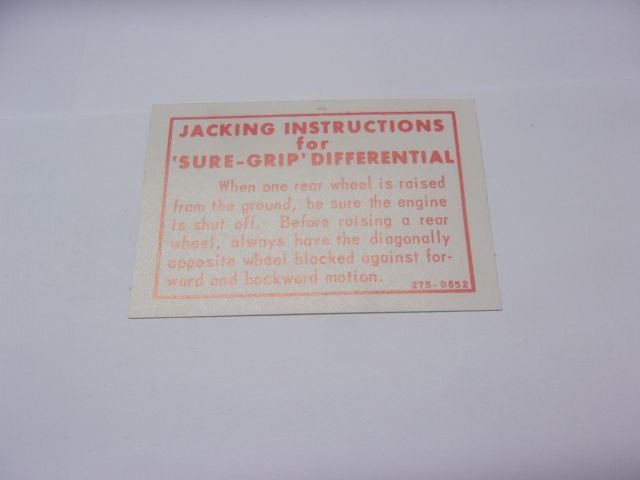 JACKING INSTRUCTIONS
for
'SURE-GRIP' DIFFERENTIAL
When one rear wheel is raised
from the ground, be sure the engine
is shut off. Before raising a rear
wheel, always have the diagonally
opposite wheel blocked against for-
ward and backward motion.
275-0652